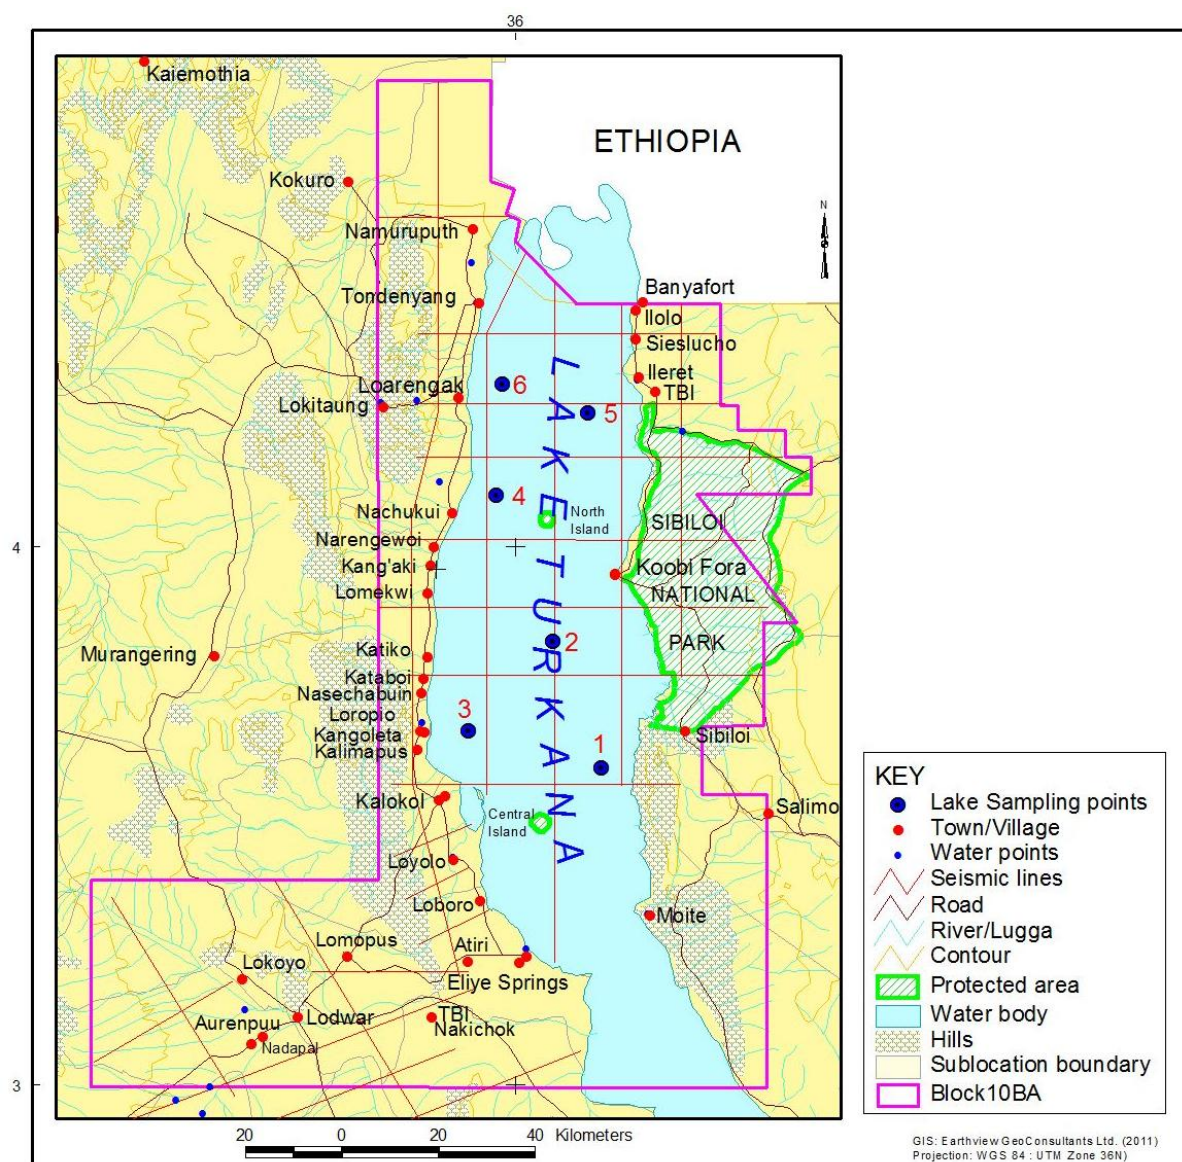 36
Kaiemothia
ETHIOPIA
Kokuro
N
Namuruputh
Banyafort
Tondenyang
Ilolo
Sieslucho
Ileret
Loarengak
6
TBI
Lokitaung
5
4
Nachukui
North
Island
SIBILOI
4
Narengewoi
Kang'aki
Koobi Fora
Lomekwi
NATIONAL
LAKE TURKANA
2
PARK
Murangering
Katiko
Kataboi
Nasechabuin
Loropio
3
Kangoleta
Sibiloi
Kalimapus
1
Kalokol
Central
Island
Salimo
Loyolo
Loboro
Moite
Lomopus
Atiri
Lokoyo
Eliye Springs
Aurenpuu
Lodwar
TBI
Nakichok
Nadapal
3
KEY
Lake Sampling points
Town/Village
Water points
Seismic lines
Road
River/Lugga
Contour
Protected area
Water body
Hills
Sublocation boundary
Block10BA
20 0 20 40 Kilometers
GIS: Earthview GeoConsultants Ltd. (2011)
Projection: WGS 84 : UTM Zone 36N)